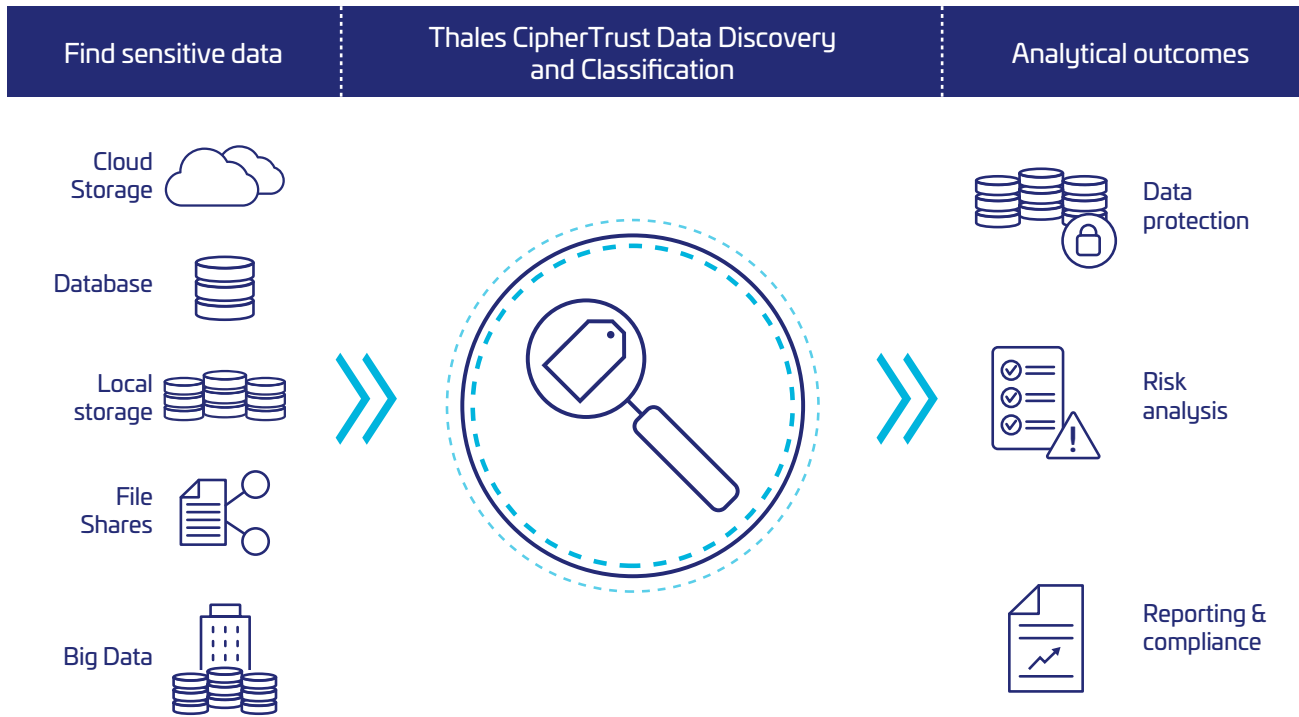 Find sensitive data
Thales CipherTrust Data Discovery
and Classification
Analytical outcomes
Cloud
Storage
Database
Local
storage
File
Shares
Big Data
Data
protection
Risk
analysis
Reporting &
compliance